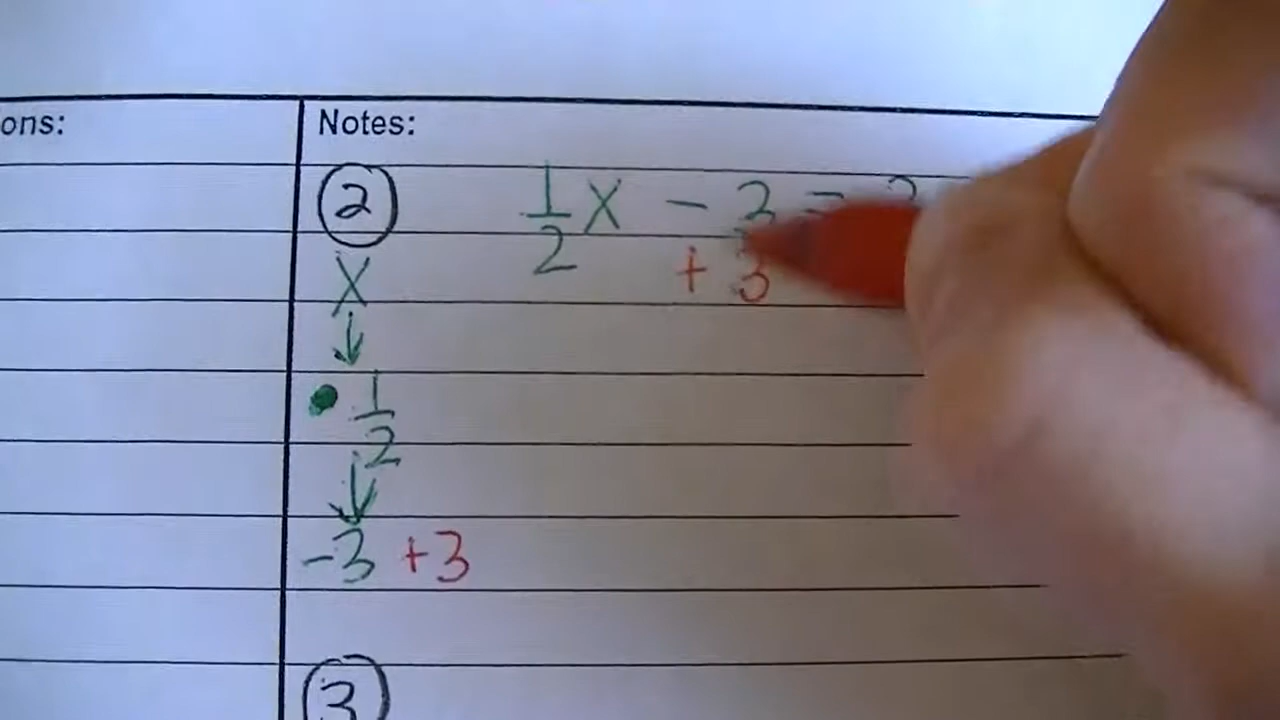 ons:
Notes:
② 1/2 X - 3 =
+ 3
X
↓
• 1/2
↓
-3 +3
③